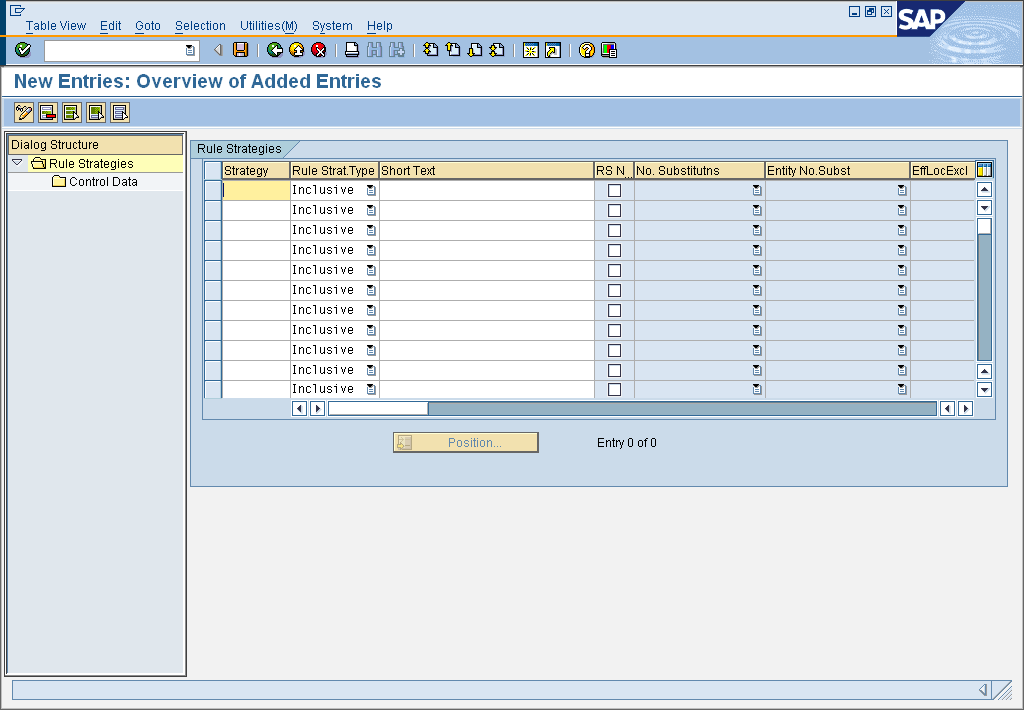 Table View Edit Goto Selection Utilities(M) System Help
SAP
New Entries: Overview of Added Entries
Dialog Structure
Rule Strategies
Control Data
Rule Strategies
Strategy Rule Strat.Type Short Text RS N... No. Substitutns Entity No.Subst EffLocExcl
Inclusive
Inclusive
Inclusive
Inclusive
Inclusive
Inclusive
Inclusive
Inclusive
Inclusive
Inclusive
Inclusive
Position... Entry 0 of 0